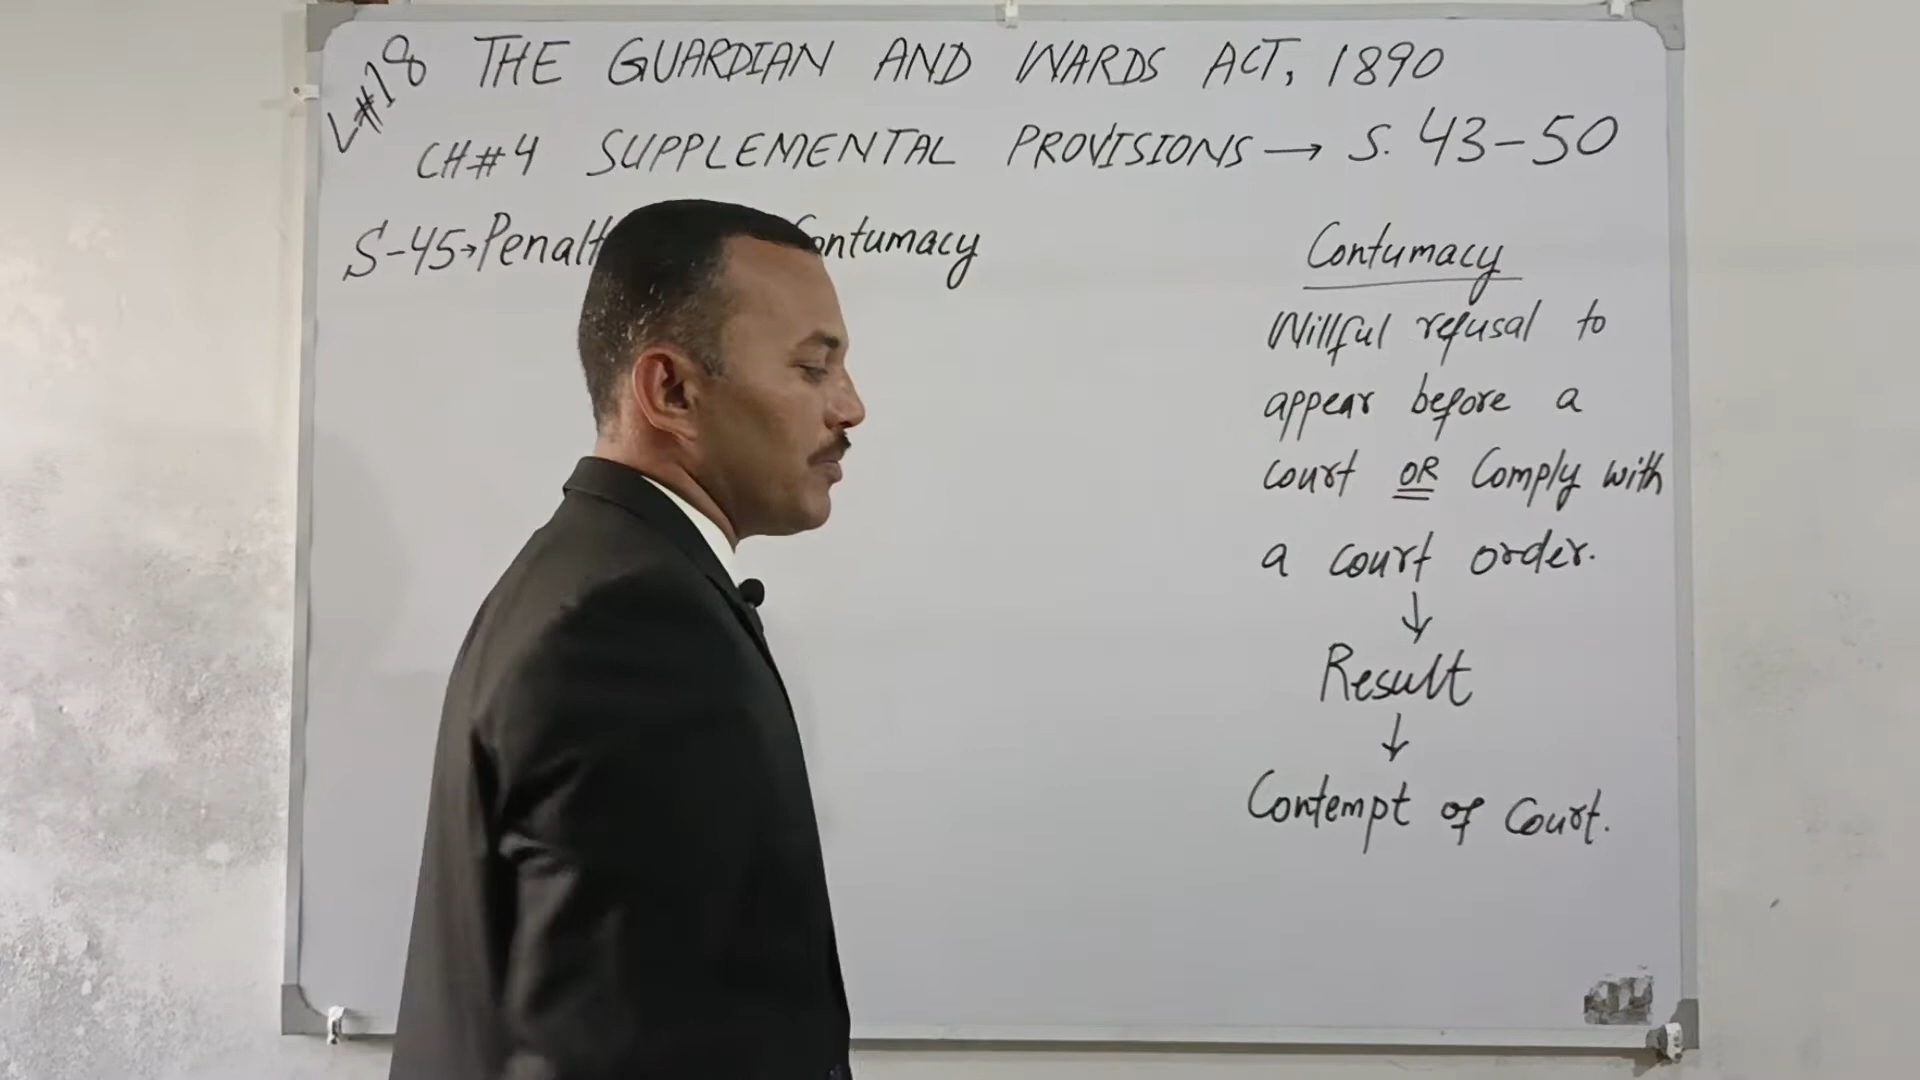 L#18 THE GUARDIAN AND WARDS ACT, 1890
CH#4 SUPPLEMENTAL PROVISIONS → S. 43-50
S-45→Penalt Contumacy
Contumacy
Willful refusal to
appear before a
court OR Comply with
a court order.
↓
Result
↓
Contempt of Court.